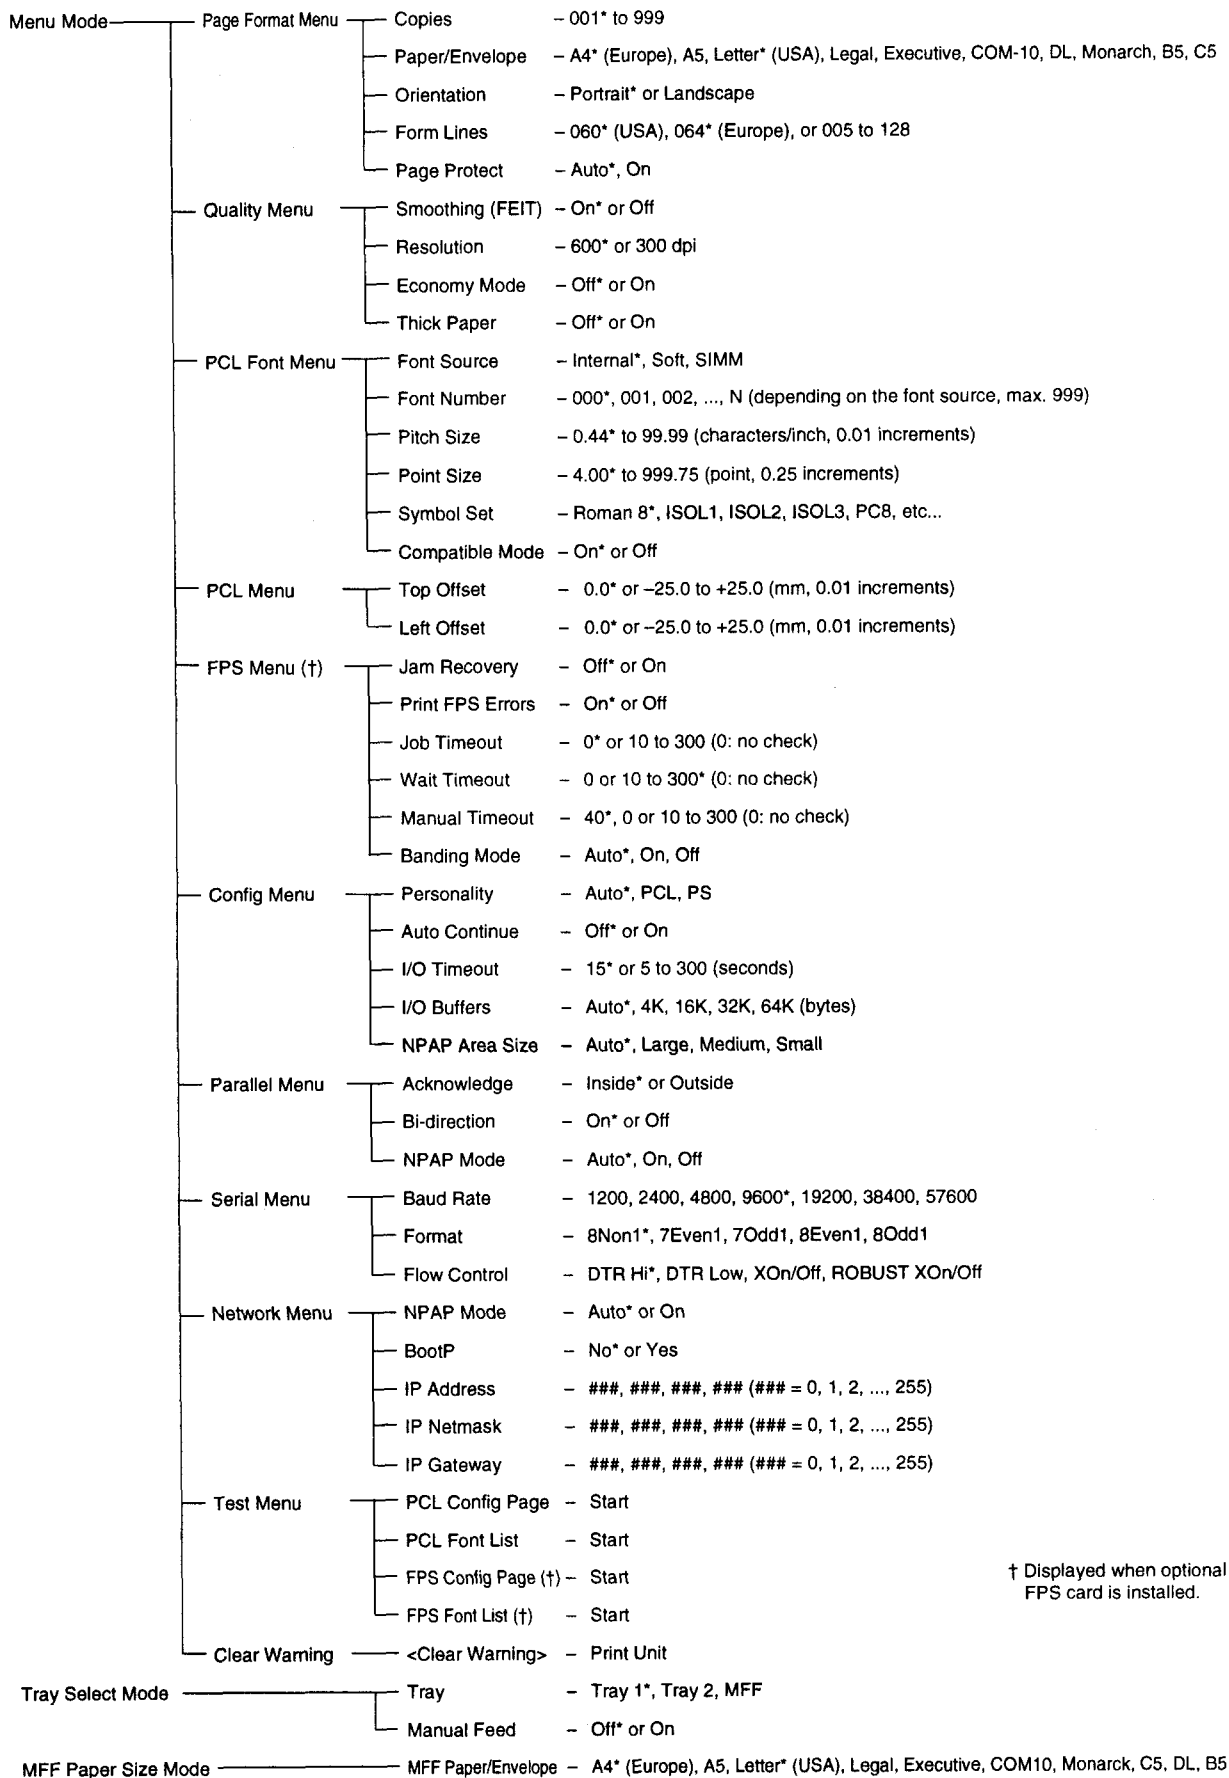 Menu Mode Page Format Menu Copies – 001* to 999
Paper/Envelope – A4* (Europe), A5, Letter* (USA), Legal, Executive, COM-10, DL, Monarch, B5, C5
Orientation – Portrait* or Landscape
Form Lines – 060* (USA), 064* (Europe), or 005 to 128
Page Protect – Auto*, On
Quality Menu Smoothing (FEIT) – On* or Off
Resolution – 600* or 300 dpi
Economy Mode – Off* or On
Thick Paper – Off* or On
PCL Font Menu Font Source – Internal*, Soft, SIMM
Font Number – 000*, 001, 002, ..., N (depending on the font source, max. 999)
Pitch Size – 0.44* to 99.99 (characters/inch, 0.01 increments)
Point Size – 4.00* to 999.75 (point, 0.25 increments)
Symbol Set – Roman 8*, ISOL1, ISOL2, ISOL3, PC8, etc...
Compatible Mode – On* or Off
PCL Menu Top Offset – 0.0* or –25.0 to +25.0 (mm, 0.01 increments)
Left Offset – 0.0* or –25.0 to +25.0 (mm, 0.01 increments)
FPS Menu (†) Jam Recovery – Off* or On
Print FPS Errors – On* or Off
Job Timeout – 0* or 10 to 300 (0: no check)
Wait Timeout – 0 or 10 to 300* (0: no check)
Manual Timeout – 40*, 0 or 10 to 300 (0: no check)
Banding Mode – Auto*, On, Off
Config Menu Personality – Auto*, PCL, PS
Auto Continue – Off* or On
I/O Timeout – 15* or 5 to 300 (seconds)
I/O Buffers – Auto*, 4K, 16K, 32K, 64K (bytes)
NPAP Area Size – Auto*, Large, Medium, Small
Parallel Menu Acknowledge – Inside* or Outside
Bi-direction – On* or Off
NPAP Mode – Auto*, On, Off
Serial Menu Baud Rate – 1200, 2400, 4800, 9600*, 19200, 38400, 57600
Format – 8Non1*, 7Even1, 7Odd1, 8Even1, 8Odd1
Flow Control – DTR Hi*, DTR Low, XOn/Off, ROBUST XOn/Off
Network Menu NPAP Mode – Auto* or On
BootP – No* or Yes
IP Address – ###, ###, ###, ### (### = 0, 1, 2, ..., 255)
IP Netmask – ###, ###, ###, ### (### = 0, 1, 2, ..., 255)
IP Gateway – ###, ###, ###, ### (### = 0, 1, 2, ..., 255)
Test Menu PCL Config Page – Start
PCL Font List – Start
FPS Config Page (†) – Start
FPS Font List (†) – Start
† Displayed when optional
FPS card is installed.
Clear Warning <Clear Warning> – Print Unit
Tray Select Mode Tray – Tray 1*, Tray 2, MFF
Manual Feed – Off* or On
MFF Paper Size Mode MFF Paper/Envelope – A4* (Europe), A5, Letter* (USA), Legal, Executive, COM10, Monarck, C5, DL, B5